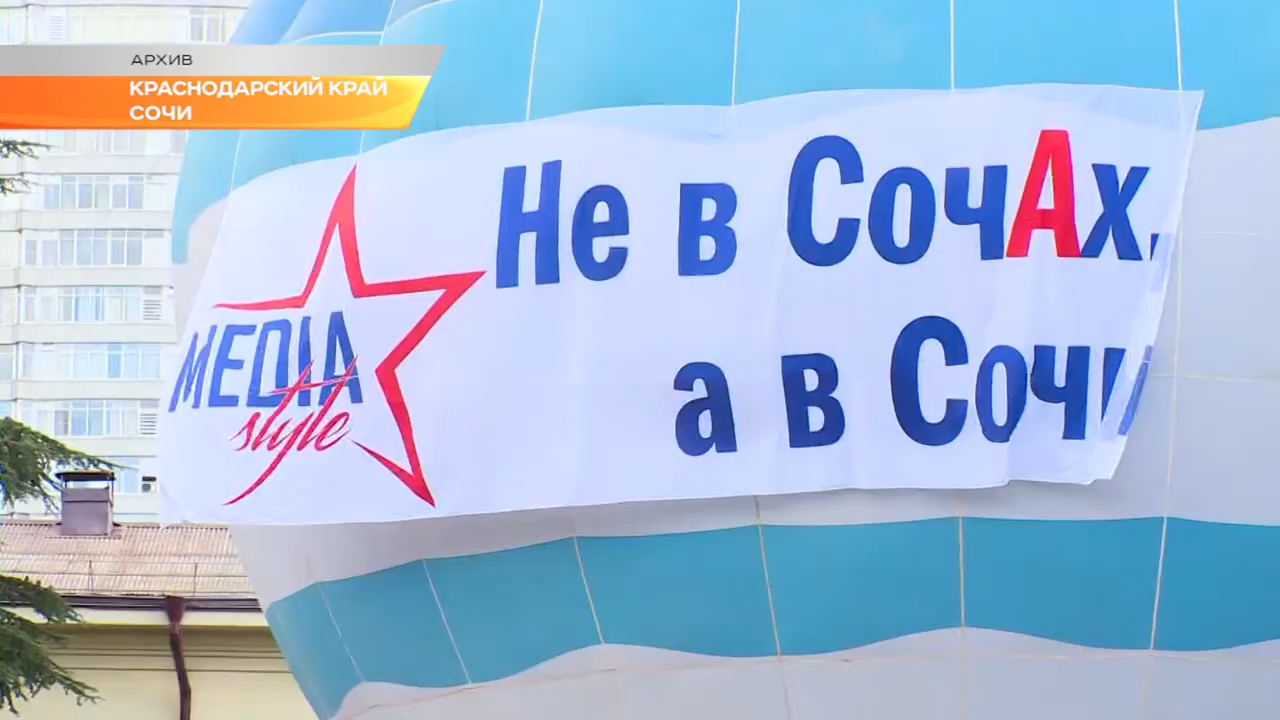 АРХИВ
КРАСНОДАРСКИЙ КРАЙ
СОЧИ
Не в СочАх,
а в Сочи
MEDIA
style